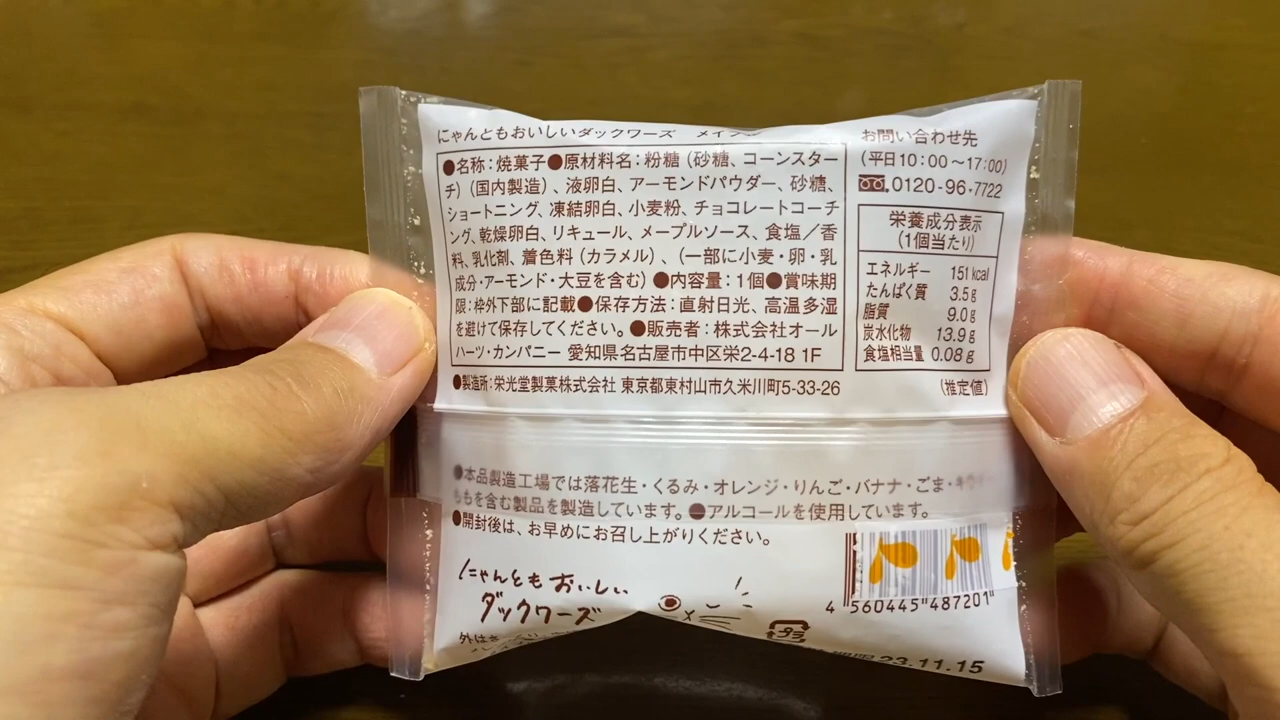 にゃんともおいしいダックワーズ
●名称:焼菓子●原材料名:粉糖(砂糖、コーンスター
チ)(国内製造)、液卵白、アーモンドパウダー、砂糖、
ショートニング、凍結卵白、小麦粉、チョコレートコーチ
ング、乾燥卵白、リキュール、メープルソース、食塩/香
料、乳化剤、着色料(カラメル)、(一部に小麦・卵・乳
成分・アーモンド・大豆を含む)●内容量:1個●賞味期
限:枠外下部に記載●保存方法:直射日光、高温多湿
を避けて保存してください。●販売者:株式会社オール
ハーツ・カンパニー 愛知県名古屋市中区栄2-4-18 1F
●製造所:栄光堂製菓株式会社 東京都東村山市久米川町5-33-26
お問い合わせ先
(平日10:00~17:00)
0120-96-7722
栄養成分表示
(1個当たり)
エネルギー 151kcal
たんぱく質 3.5g
脂質 9.0g
炭水化物 13.9g
食塩相当量 0.08g
(推定値)
●本品製造工場では落花生・くるみ・オレンジ・りんご・バナナ・ごま・
ももを含む製品を製造しています。●アルコールを使用しています。
●開封後は、お早めにお召し上がりください。
にゃんともおいしい
ダックワーズ
外はさ
プラ
4 560445 487201
23.11.15